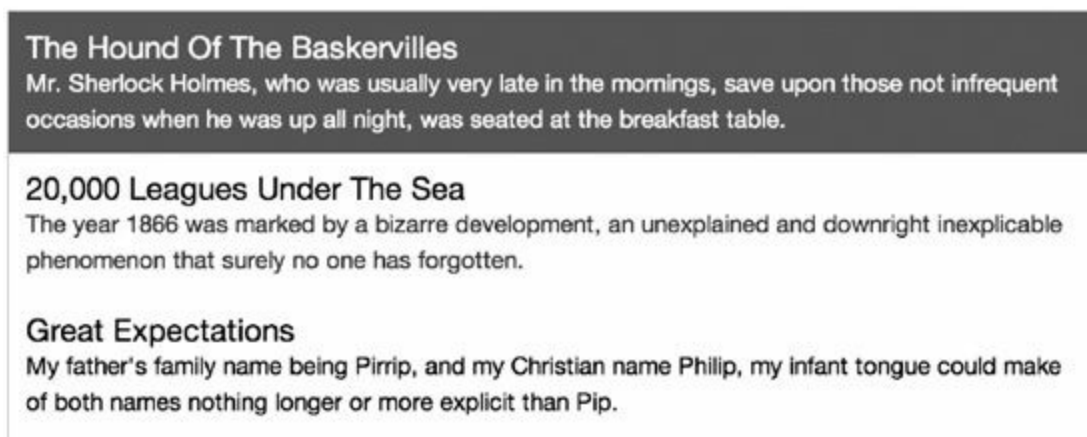 The Hound Of The Baskervilles
Mr. Sherlock Holmes, who was usually very late in the mornings, save upon those not infrequent
occasions when he was up all night, was seated at the breakfast table.
20,000 Leagues Under The Sea
The year 1866 was marked by a bizarre development, an unexplained and downright inexplicable
phenomenon that surely no one has forgotten.
Great Expectations
My father's family name being Pirrip, and my Christian name Philip, my infant tongue could make
of both names nothing longer or more explicit than Pip.